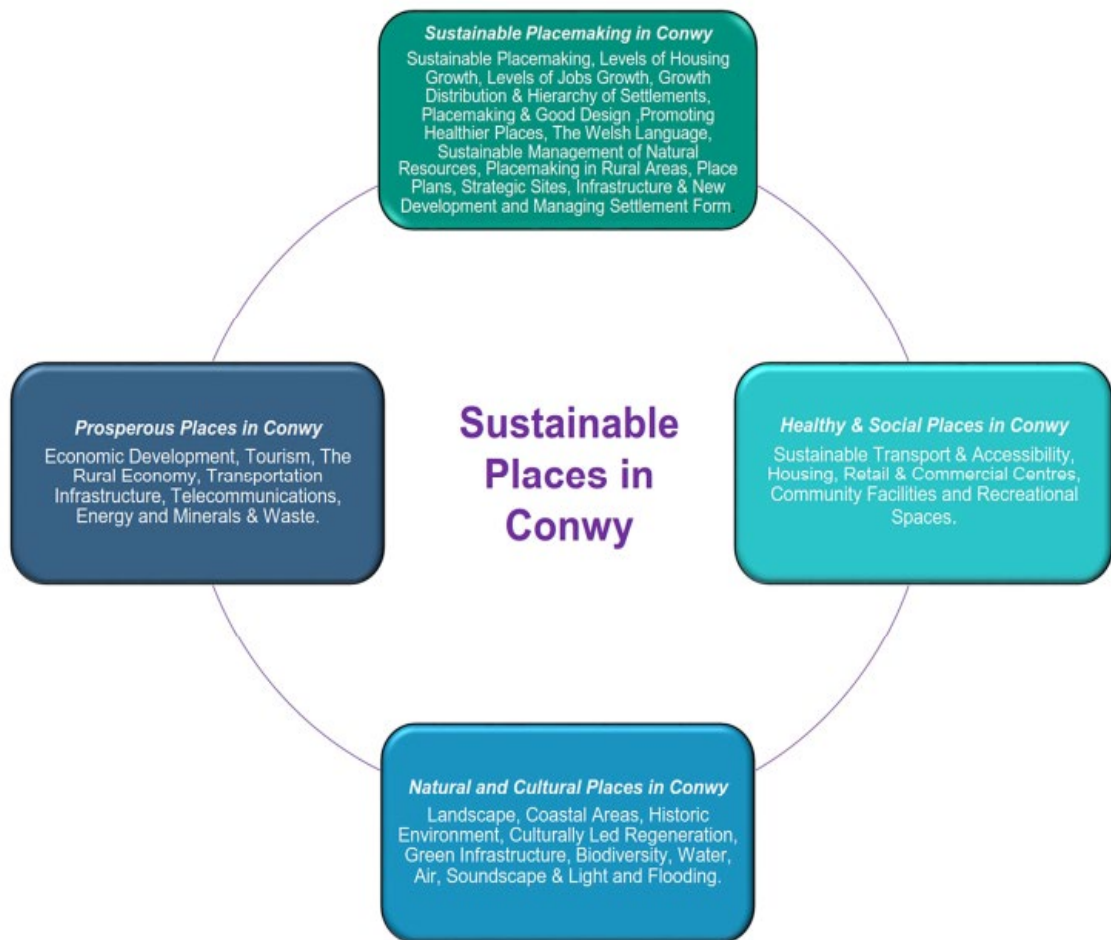 Sustainable Placemaking in Conwy
Sustainable Placemaking, Levels of Housing
Growth, Levels of Jobs Growth, Growth
Distribution & Hierarchy of Settlements,
Placemaking & Good Design ,Promoting
Healthier Places, The Welsh Language,
Sustainable Management of Natural
Resources, Placemaking in Rural Areas, Place
Plans, Strategic Sites, Infrastructure & New
Development and Managing Settlement Form.
Prosperous Places in Conwy
Economic Development, Tourism, The
Rural Economy, Transportation
Infrastructure, Telecommunications,
Energy and Minerals & Waste.
Sustainable
Places in
Conwy
Healthy & Social Places in Conwy
Sustainable Transport & Accessibility,
Housing, Retail & Commercial Centres,
Community Facilities and Recreational
Spaces.
Natural and Cultural Places in Conwy
Landscape, Coastal Areas, Historic
Environment, Culturally Led Regeneration,
Green Infrastructure, Biodiversity, Water,
Air, Soundscape & Light and Flooding.